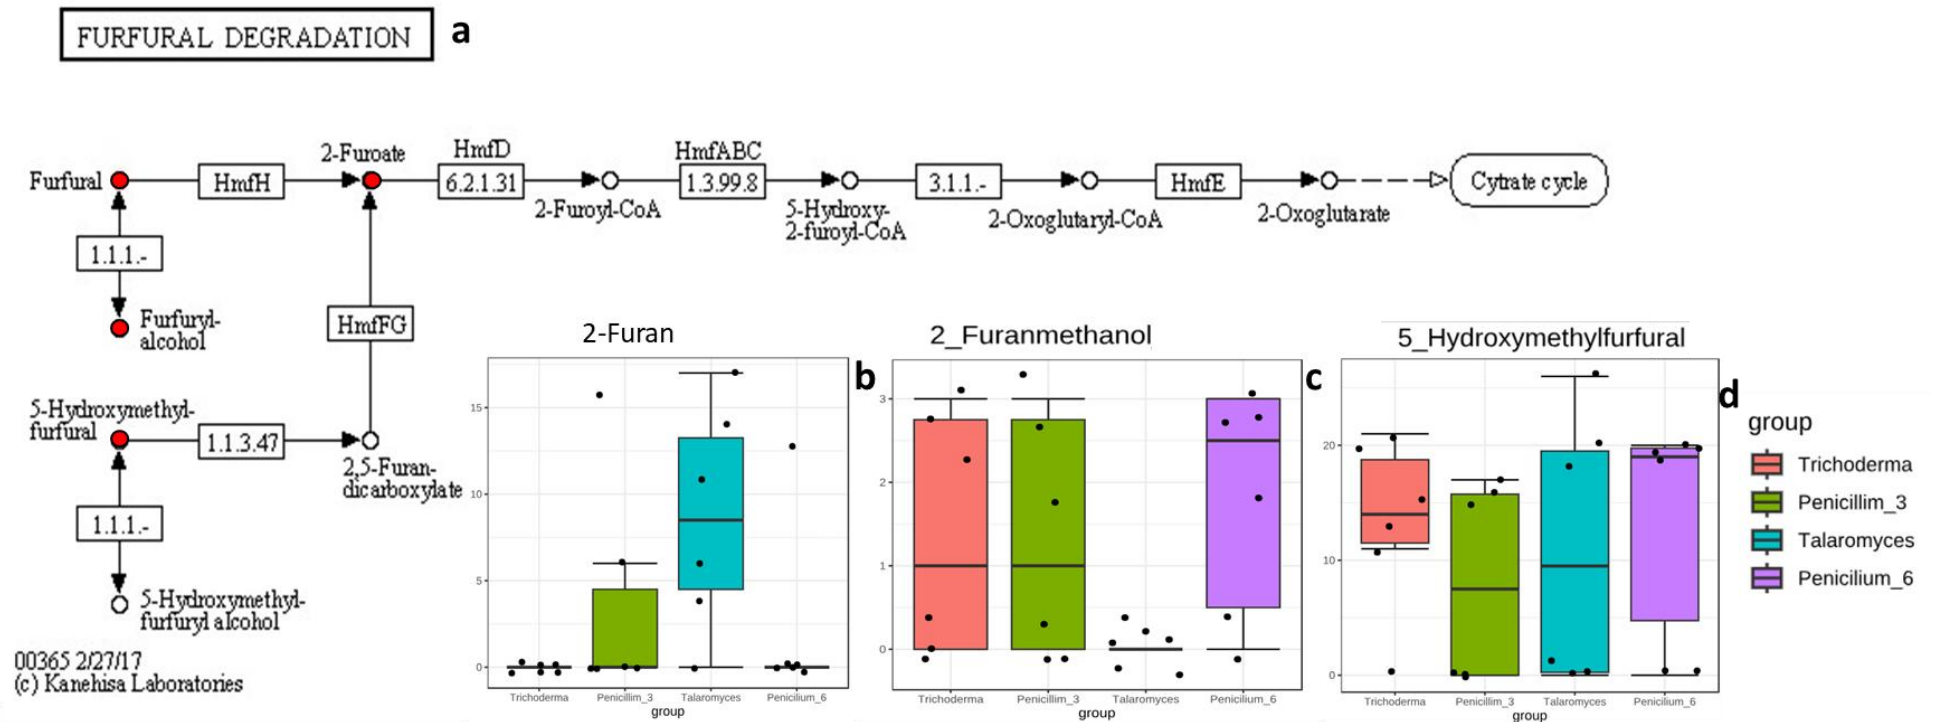 FURFURAL DEGRADATION
a
Furfural
HmfH
2-Furoate
HmfD
6.2.1.31
2-Furoyl-CoA
HmfABC
1.3.99.8
5-Hydroxy-
2-furoyl-CoA
3.1.1.-
2-Oxoglutaryl-CoA
HmfE
2-Oxoglutarate
Cytrate cycle
1.1.1.-
Furfuryl-
alcohol
HmfFG
5-Hydroxymethyl-
furfural
1.1.3.47
2,5-Furan-
dicarboxylate
1.1.1.-
5-Hydroxymethyl-
furfuryl alcohol
00365 2/27/17
(c) Kanehisa Laboratories
2-Furan
b
15
10
5
0
Trichoderma
Penicillim_3
Talaromyces
Penicilium_6
group
2_Furanmethanol
c
3
2
1
0
Trichoderma
Penicillim_3
Talaromyces
Penicilium_6
group
5_Hydroxymethylfurfural
d
20
10
0
Trichoderma
Penicillim_3
Talaromyces
Penicilium_6
group
group
Trichoderma
Penicillim_3
Talaromyces
Penicilium_6